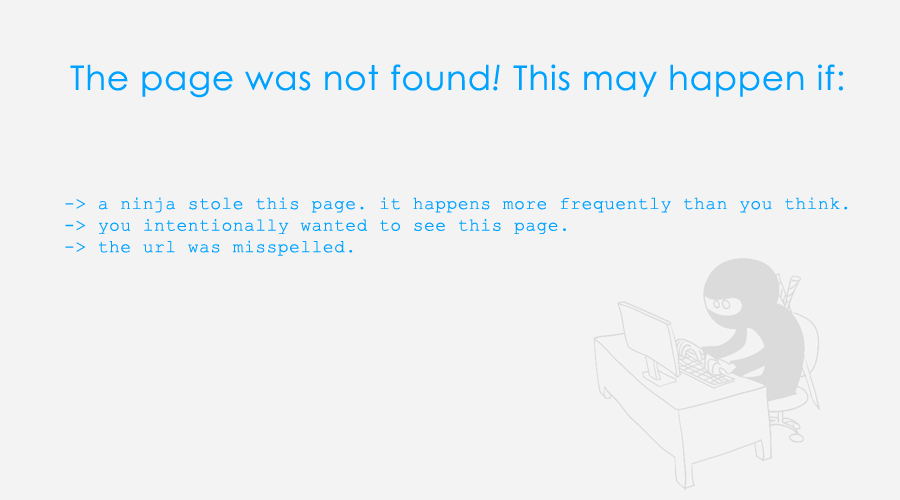 The page was not found! This may happen if:
-> a ninja stole this page. it happens more frequently than you think.
-> you intentionally wanted to see this page.
-> the url was misspelled.